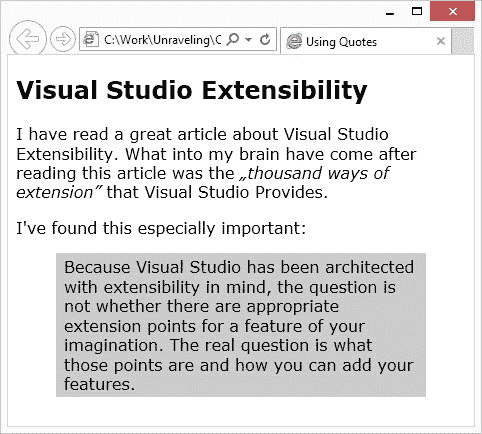 C:\Work\Unraveling\C
Using Quotes
Visual Studio Extensibility
I have read a great article about Visual Studio
Extensibility. What into my brain have come after
reading this article was the „thousand ways of
extension” that Visual Studio Provides.
I've found this especially important:
Because Visual Studio has been architected
with extensibility in mind, the question is
not whether there are appropriate
extension points for a feature of your
imagination. The real question is what
those points are and how you can add your
features.